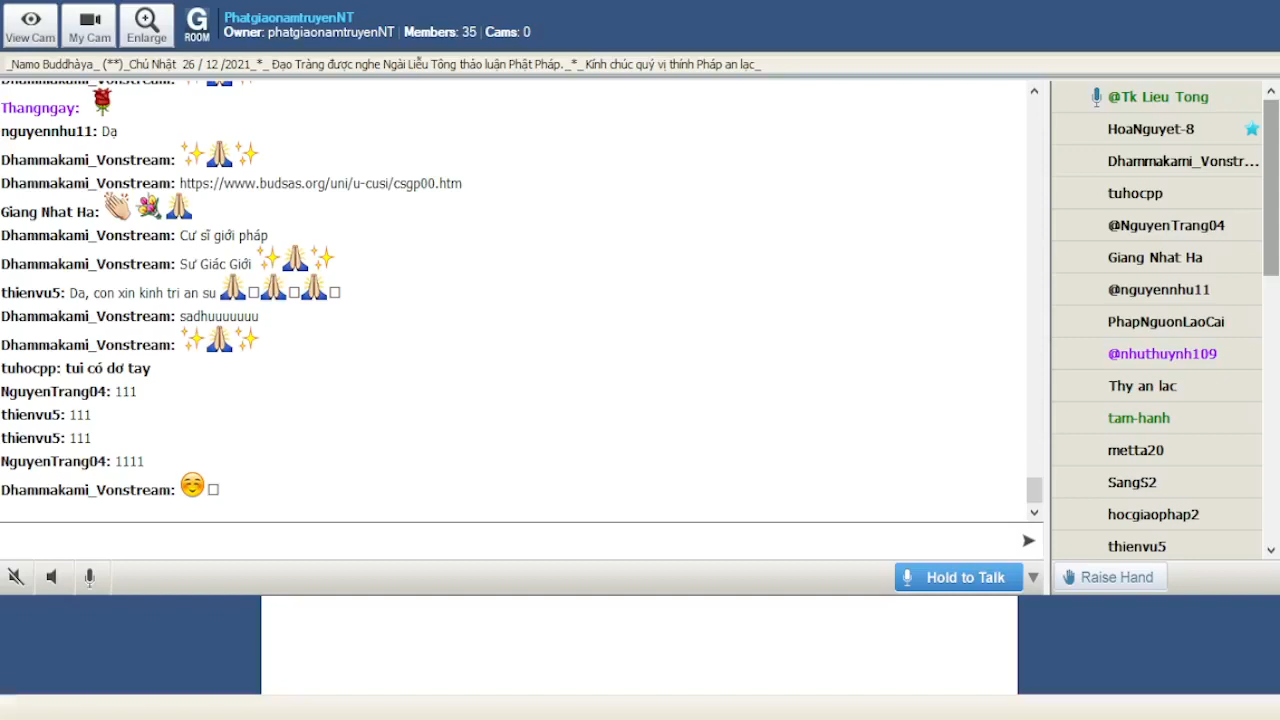 View Cam
My Cam
Enlarge
G
ROOM
PhatgiaonamtruyenNT
Owner: phatgiaonamtruyenNT | Members: 35 | Cams: 0
_Namo Buddhàya_ (**)_Chú Nhật 26 / 12 /2021_*_ Đạo Tràng được nghe Ngài Liễu Tông thảo luận Phật Pháp._*_Kính chúc quý vị thính Pháp an lạc_
Dhammakami_Vonstream:
Thangngay:
nguyennhu11: Dạ
Dhammakami_Vonstream:
Dhammakami_Vonstream: https://www.budsas.org/uni/u-cusi/csgp00.htm
Giang Nhat Ha:
Dhammakami_Vonstream: Cư sĩ giới pháp
Dhammakami_Vonstream: Sư Giác Giới
thienvu5: Da, con xin kinh tri an su
Dhammakami_Vonstream: sadhuuuuuuu
Dhammakami_Vonstream:
tuhocpp: tui có dơ tay
NguyenTrang04: 111
thienvu5: 111
thienvu5: 111
NguyenTrang04: 1111
Dhammakami_Vonstream:
Hold to Talk
@Tk Lieu Tong
HoaNguyet-8
Dhammakami_Vonstr...
tuhocpp
@NguyenTrang04
Giang Nhat Ha
@nguyennhu11
PhapNguonLaoCai
@nhuthuynh109
Thy an lac
tam-hanh
metta20
SangS2
hocgiaophap2
thienvu5
Raise Hand